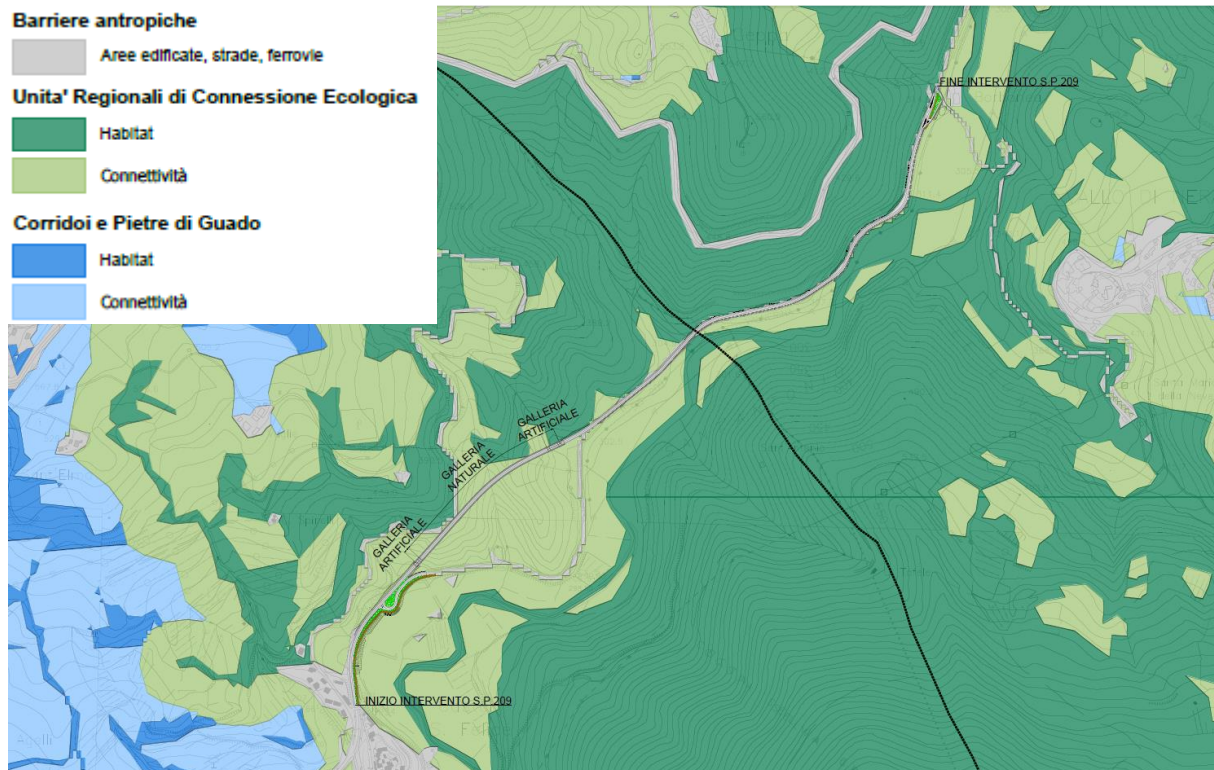 Barriere antropiche
Aree edificate, strade, ferrovie
Unita' Regionali di Connessione Ecologica
Habitat
Connettività
Corridoi e Pietre di Guado
Habitat
Connettività
FINE INTERVENTO S.P.209
GALLERIA
ARTIFICIALE
GALLERIA
NATURALE
GALLERIA
ARTIFICIALE
INIZIO INTERVENTO S.P.209